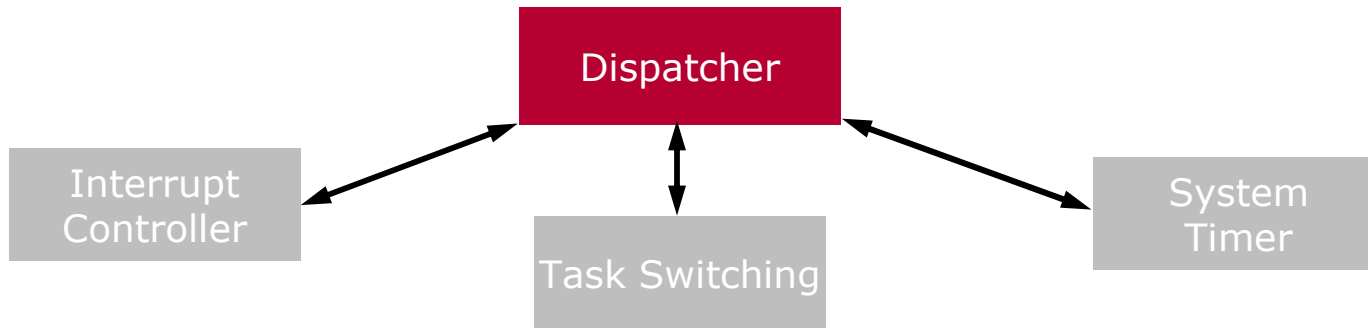 Dispatcher
Interrupt
Controller
Task Switching
System
Timer